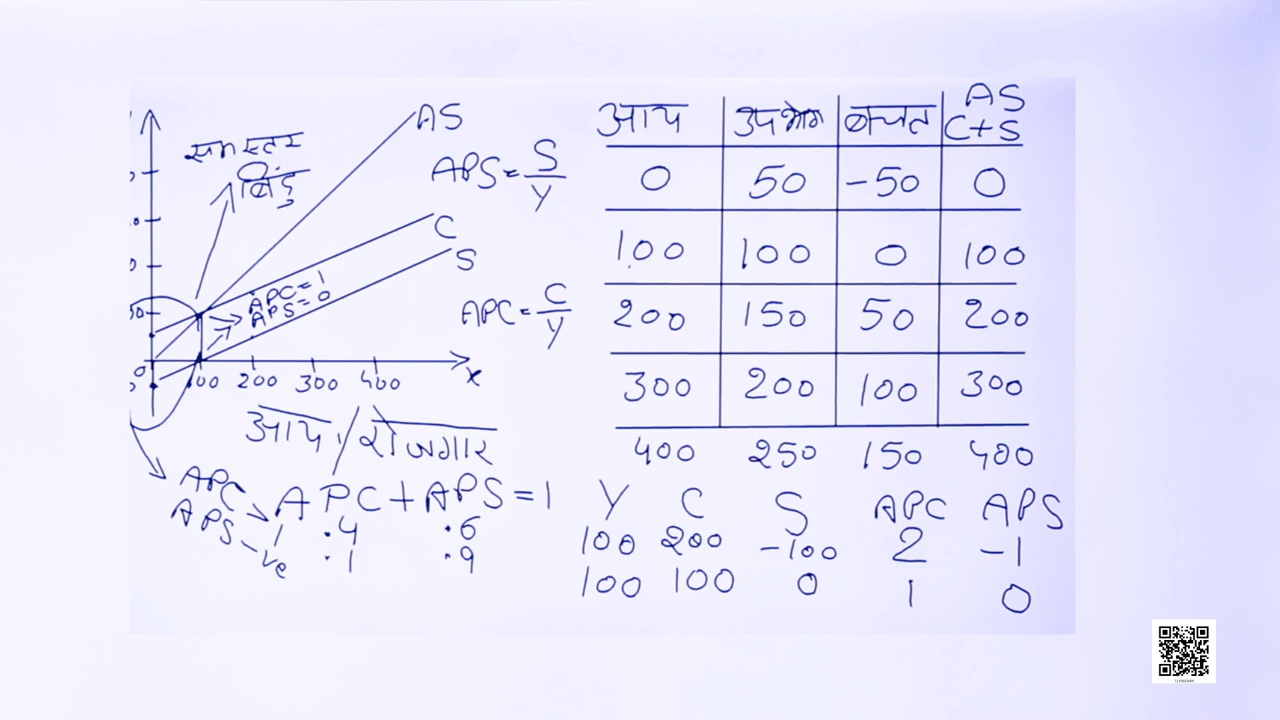 AS
समस्तर
बिंदु
APS = S/Y
C
S
APC = 1
APS = 0
APC = C/Y
50
0
100 200 300 400 x
आय/रोजगार
APC > 1
APS -ve
APC + APS = 1
.4 .6
.1 .9
आय उपभोग बचत AS C+S
0 50 -50 0
100 100 0 100
200 150 50 200
300 200 100 300
400 250 150 400
Y C S APC APS
100 200 -100 2 -1
100 100 0 1 0